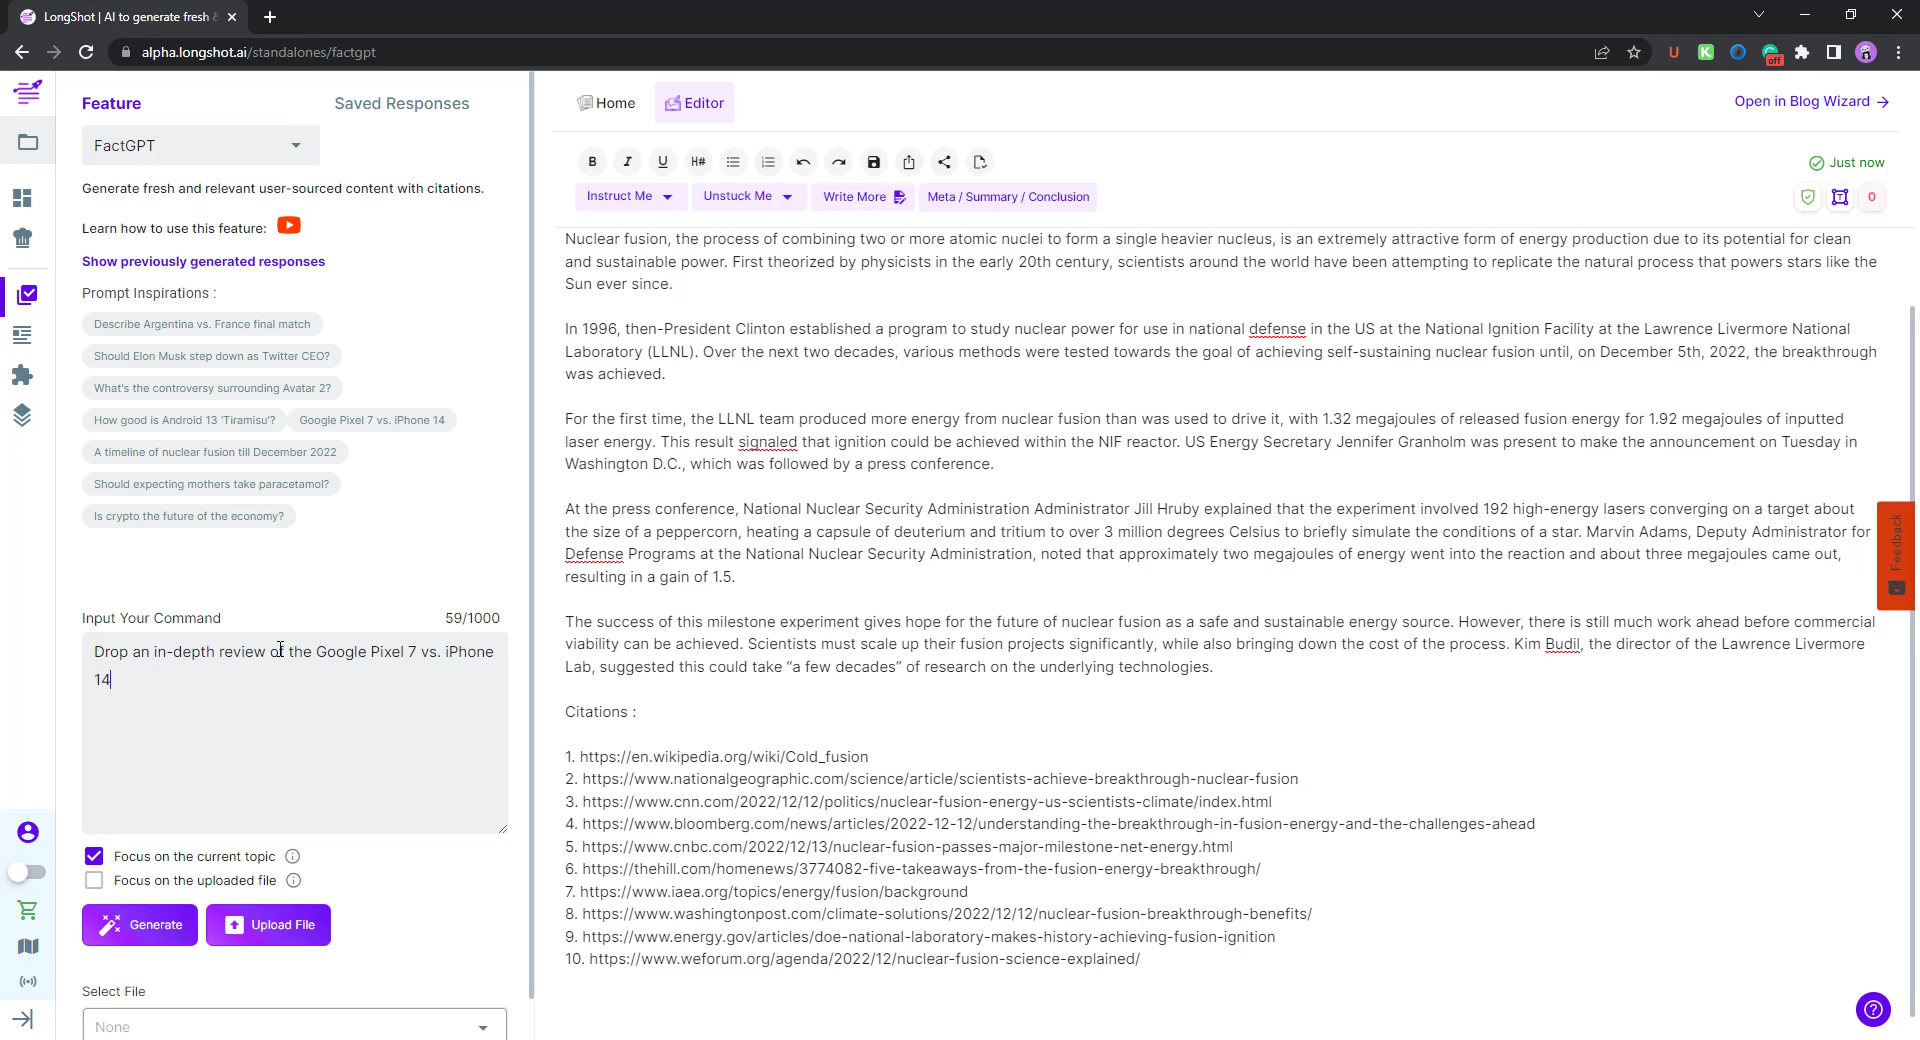 LongShot | AI to generate fresh &
alpha.longshot.ai/standalones/factgpt
U
K
off
Feature
Saved Responses
FactGPT
Generate fresh and relevant user-sourced content with citations.
Learn how to use this feature:
Show previously generated responses
Prompt Inspirations :
Describe Argentina vs. France final match
Should Elon Musk step down as Twitter CEO?
What's the controversy surrounding Avatar 2?
How good is Android 13 'Tiramisu'?
Google Pixel 7 vs. iPhone 14
A timeline of nuclear fusion till December 2022
Should expecting mothers take paracetamol?
Is crypto the future of the economy?
Input Your Command
59/1000
Drop an in-depth review of the Google Pixel 7 vs. iPhone
14
Focus on the current topic
Focus on the uploaded file
Generate
Upload File
Select File
None
Home
Editor
Open in Blog Wizard
B
I
U
H#
Just now
Instruct Me
Unstuck Me
Write More
Meta / Summary / Conclusion
T
0
Nuclear fusion, the process of combining two or more atomic nuclei to form a single heavier nucleus, is an extremely attractive form of energy production due to its potential for clean
and sustainable power. First theorized by physicists in the early 20th century, scientists around the world have been attempting to replicate the natural process that powers stars like the
Sun ever since.
In 1996, then-President Clinton established a program to study nuclear power for use in national defense in the US at the National Ignition Facility at the Lawrence Livermore National
Laboratory (LLNL). Over the next two decades, various methods were tested towards the goal of achieving self-sustaining nuclear fusion until, on December 5th, 2022, the breakthrough
was achieved.
For the first time, the LLNL team produced more energy from nuclear fusion than was used to drive it, with 1.32 megajoules of released fusion energy for 1.92 megajoules of inputted
laser energy. This result signaled that ignition could be achieved within the NIF reactor. US Energy Secretary Jennifer Granholm was present to make the announcement on Tuesday in
Washington D.C., which was followed by a press conference.
At the press conference, National Nuclear Security Administration Administrator Jill Hruby explained that the experiment involved 192 high-energy lasers converging on a target about
the size of a peppercorn, heating a capsule of deuterium and tritium to over 3 million degrees Celsius to briefly simulate the conditions of a star. Marvin Adams, Deputy Administrator for
Defense Programs at the National Nuclear Security Administration, noted that approximately two megajoules of energy went into the reaction and about three megajoules came out,
resulting in a gain of 1.5.
The success of this milestone experiment gives hope for the future of nuclear fusion as a safe and sustainable energy source. However, there is still much work ahead before commercial
viability can be achieved. Scientists must scale up their fusion projects significantly, while also bringing down the cost of the process. Kim Budil, the director of the Lawrence Livermore
Lab, suggested this could take “a few decades” of research on the underlying technologies.
Citations :
1. https://en.wikipedia.org/wiki/Cold_fusion
2. https://www.nationalgeographic.com/science/article/scientists-achieve-breakthrough-nuclear-fusion
3. https://www.cnn.com/2022/12/12/politics/nuclear-fusion-energy-us-scientists-climate/index.html
4. https://www.bloomberg.com/news/articles/2022-12-12/understanding-the-breakthrough-in-fusion-energy-and-the-challenges-ahead
5. https://www.cnbc.com/2022/12/13/nuclear-fusion-passes-major-milestone-net-energy.html
6. https://thehill.com/homenews/3774082-five-takeaways-from-the-fusion-energy-breakthrough/
7. https://www.iaea.org/topics/energy/fusion/background
8. https://www.washingtonpost.com/climate-solutions/2022/12/12/nuclear-fusion-breakthrough-benefits/
9. https://www.energy.gov/articles/doe-national-laboratory-makes-history-achieving-fusion-ignition
10. https://www.weforum.org/agenda/2022/12/nuclear-fusion-science-explained/
Feedback